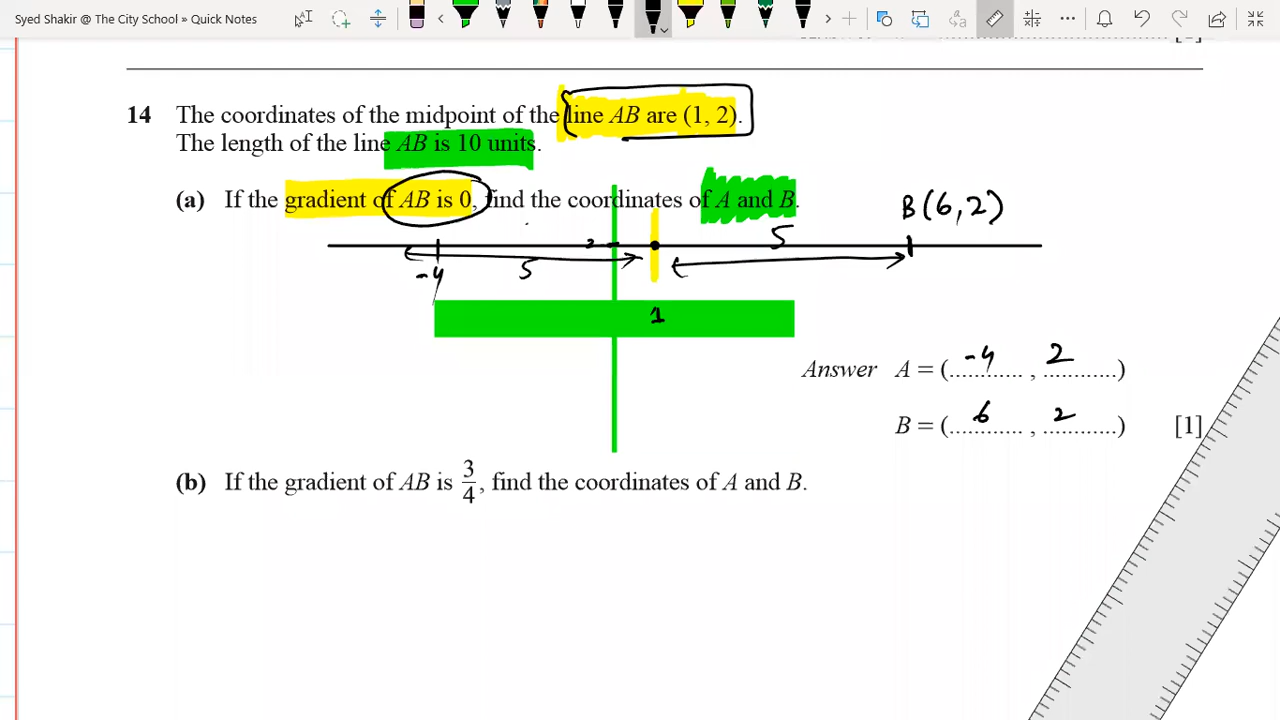 Syed Shakir @ The City School » Quick Notes
14 The coordinates of the midpoint of the line AB are (1, 2).
The length of the line AB is 10 units.
(a) If the gradient of AB is 0, find the coordinates of A and B.
B(6,2)
2
5
-4
5
1
Answer A = (-4, 2)
B = (6, 2) [1]
(b) If the gradient of AB is 3/4, find the coordinates of A and B.